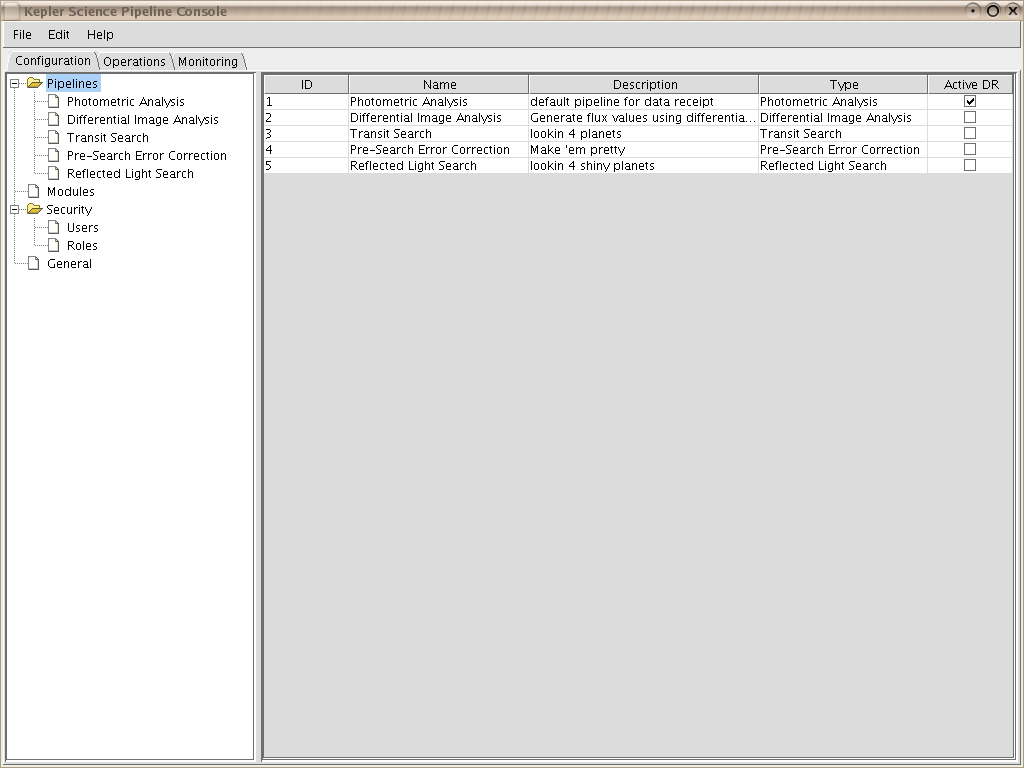 Kepler Science Pipeline Console
File Edit Help
Configuration Operations Monitoring
Pipelines
Photometric Analysis
Differential Image Analysis
Transit Search
Pre-Search Error Correction
Reflected Light Search
Modules
Security
Users
Roles
General
ID Name Description Type Active DR
1 Photometric Analysis default pipeline for data receipt Photometric Analysis
2 Differential Image Analysis Generate flux values using differentia... Differential Image Analysis
3 Transit Search lookin 4 planets Transit Search
4 Pre-Search Error Correction Make 'em pretty Pre-Search Error Correction
5 Reflected Light Search lookin 4 shiny planets Reflected Light Search